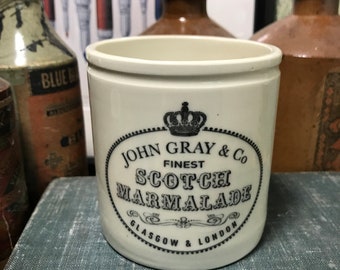 BLUE
JOHN GRAY & Co
FINEST
SCOTCH
MARMALADE
GLASGOW & LONDON